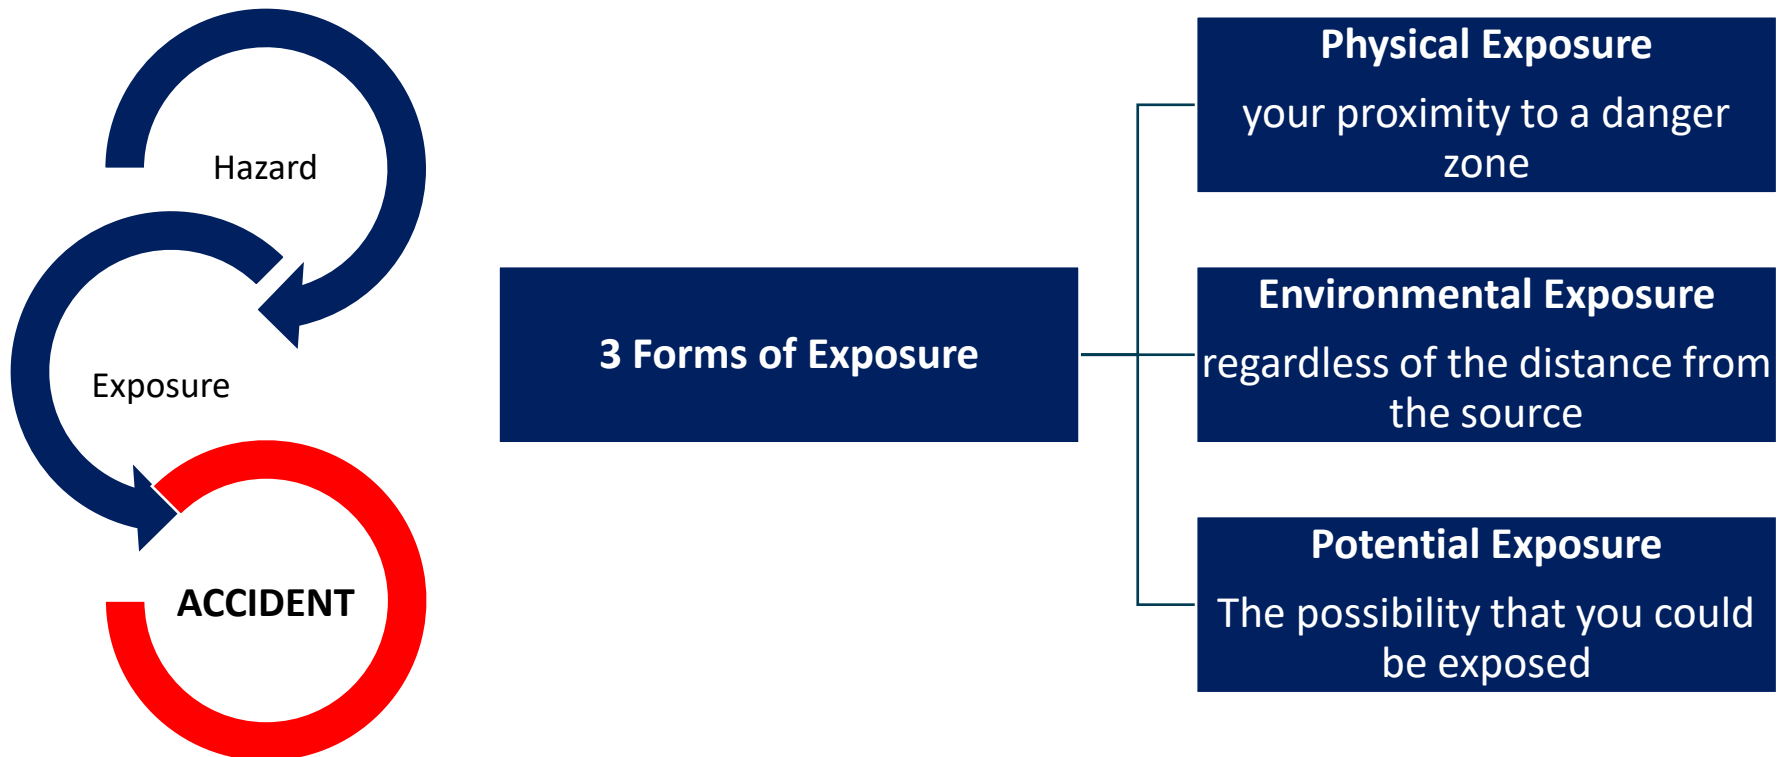 Hazard
Exposure
ACCIDENT
3 Forms of Exposure
Physical Exposure
your proximity to a danger
zone
Environmental Exposure
regardless of the distance from
the source
Potential Exposure
The possibility that you could
be exposed